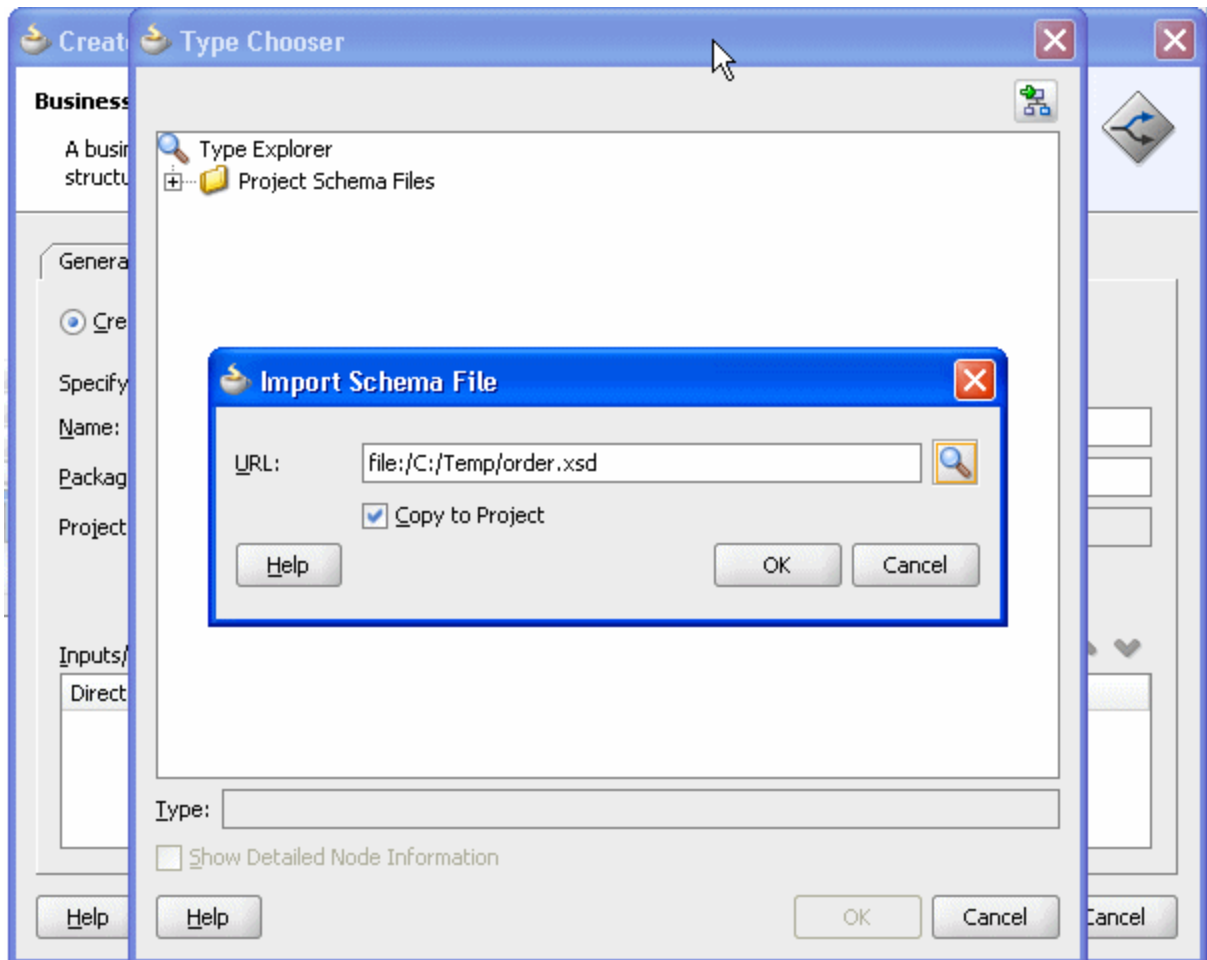 Creat
Type Chooser
Business
A busin
structu
Type Explorer
Project Schema Files
Genera
Cre
Import Schema File
Specify
Name:
URL:
file:/C:/Temp/order.xsd
Packag
Copy to Project
Project
Help
OK
Cancel
Inputs/
Direct
Type:
Show Detailed Node Information
Help
Help
OK
Cancel
Cancel